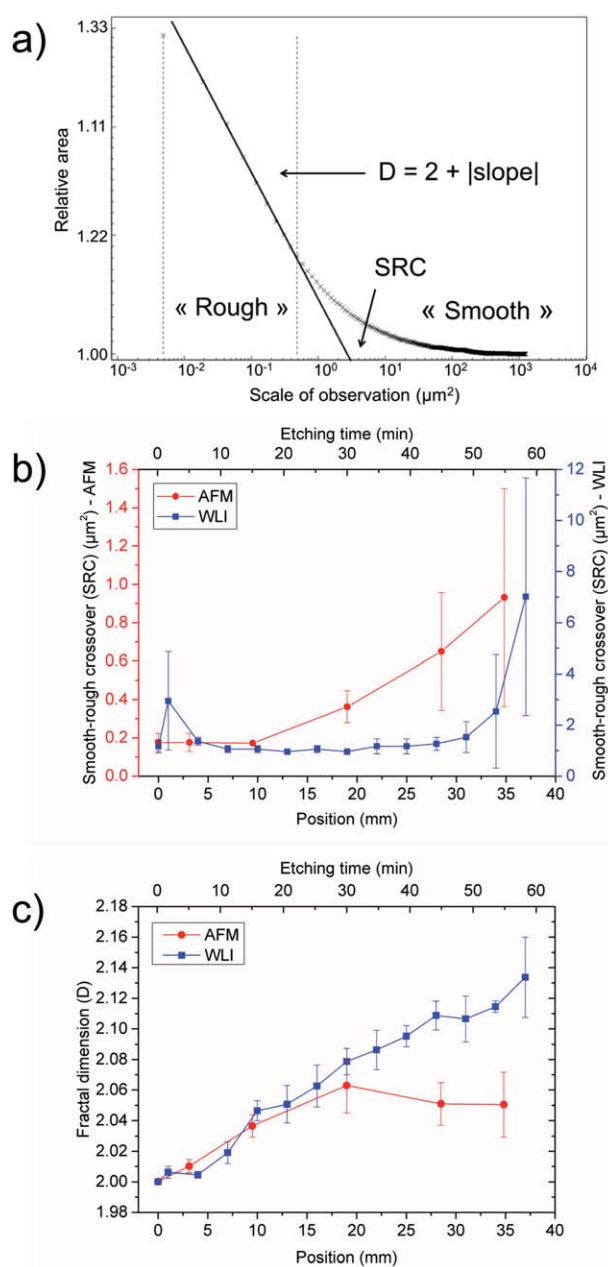 a)
1.33
1.11
1.22
1.00
Relative area
D = 2 + |slope|
SRC
« Rough »
« Smooth »
10⁻³ 10⁻² 10⁻¹ 10⁰ 10¹ 10² 10³ 10⁴
Scale of observation (µm²)
b)
Etching time (min)
0 10 20 30 40 50 60
1.6
1.4
1.2
1.0
0.8
0.6
0.4
0.2
0.0
Smooth-rough crossover (SRC) (µm²) - AFM
AFM
WLI
12
10
8
6
4
2
0
Smooth-rough crossover (SRC) (µm²) - WLI
0 5 10 15 20 25 30 35 40
Position (mm)
c)
Etching time (min)
0 10 20 30 40 50 60
2.18
2.16
2.14
2.12
2.10
2.08
2.06
2.04
2.02
2.00
1.98
Fractal dimension (D)
AFM
WLI
0 5 10 15 20 25 30 35 40
Position (mm)